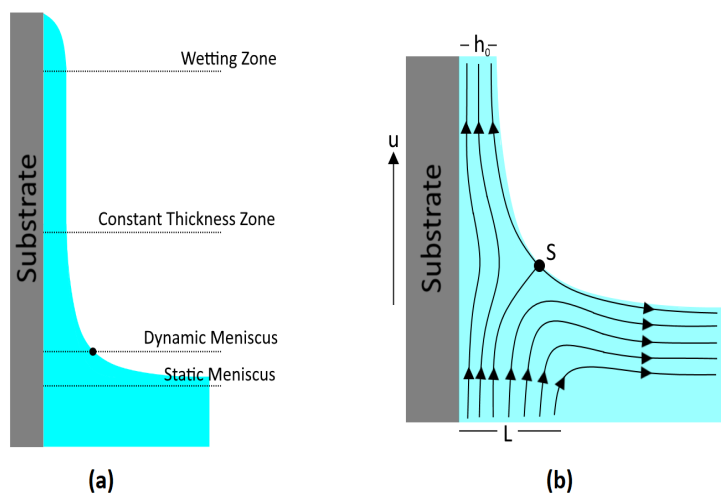 Substrate
Wetting Zone
Constant Thickness Zone
Dynamic Meniscus
Static Meniscus
(a)
h0
u
Substrate
S
L
(b)